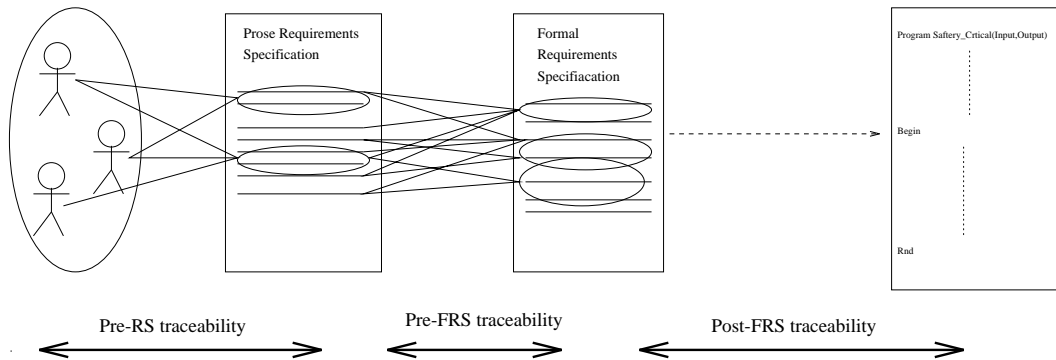 Prose Requirements
Specification
Formal
Requirements
Specifiacation
Program Saftery_Crtical(Input,Output)
Begin
Rnd
Pre-RS traceability
Pre-FRS traceability
Post-FRS traceability